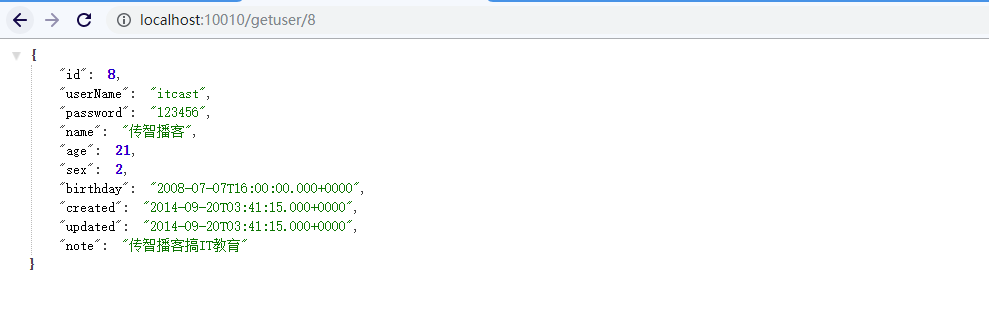 localhost:10010/getuser/8
{
"id": 8,
"userName": "itcast",
"password": "123456",
"name": "传智播客",
"age": 21,
"sex": 2,
"birthday": "2008-07-07T16:00:00.000+0000",
"created": "2014-09-20T03:41:15.000+0000",
"updated": "2014-09-20T03:41:15.000+0000",
"note": "传智播客搞IT教育"
}